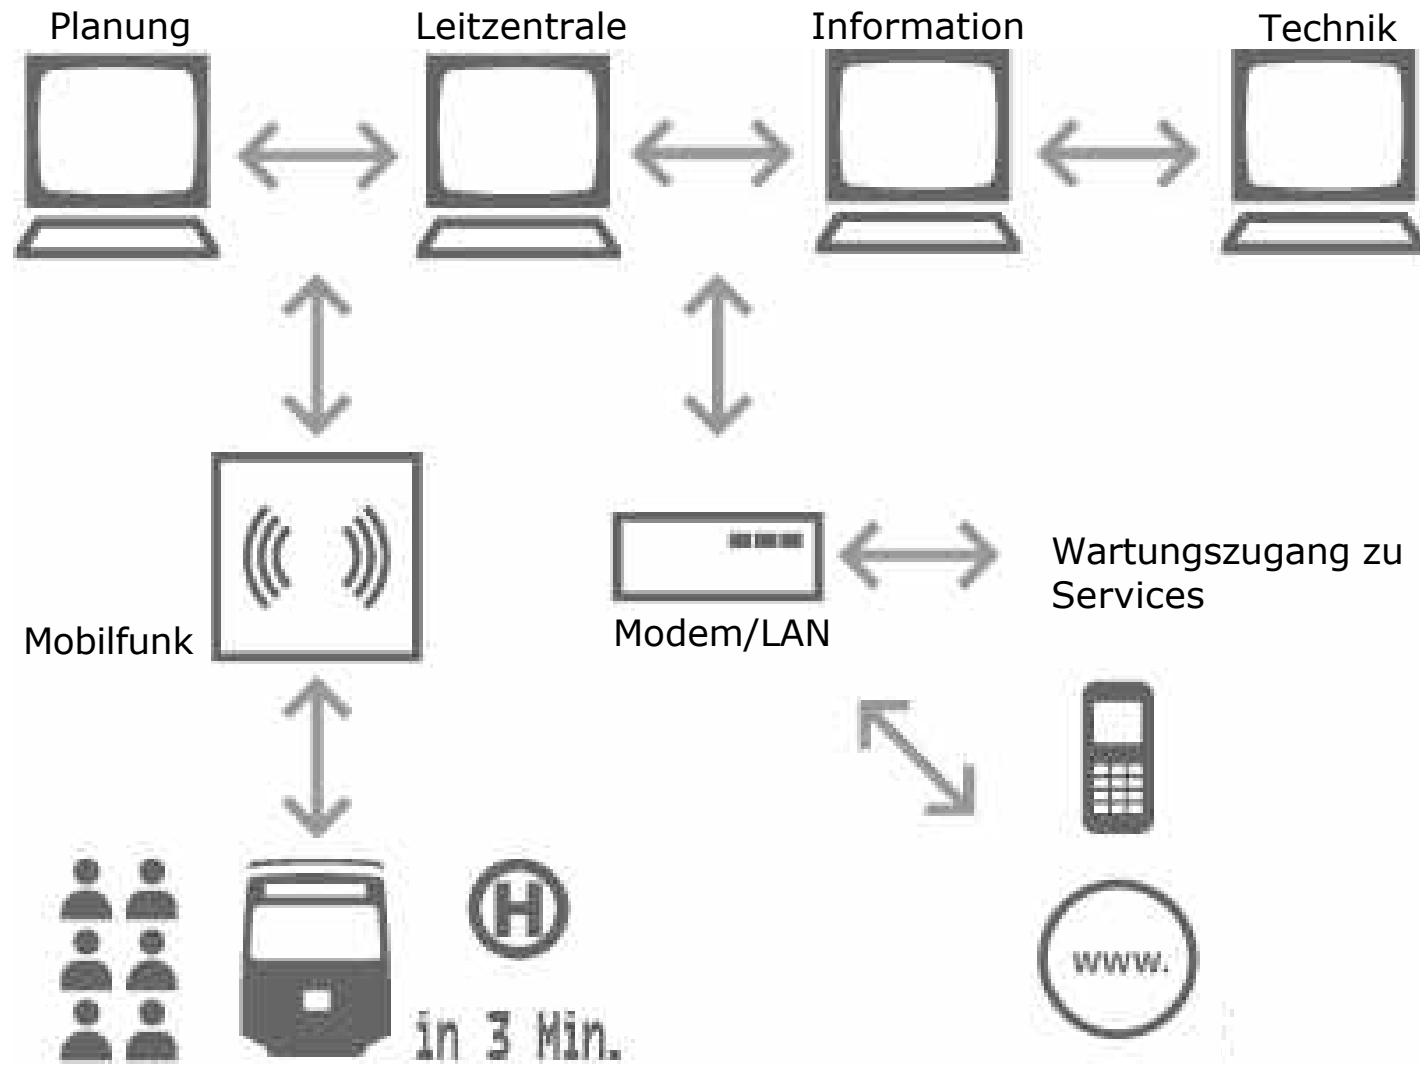 Planung
Leitzentrale
Information
Technik
Mobilfunk
Modem/LAN
Wartungszugang zu
Services
H
in 3 Min.
www.